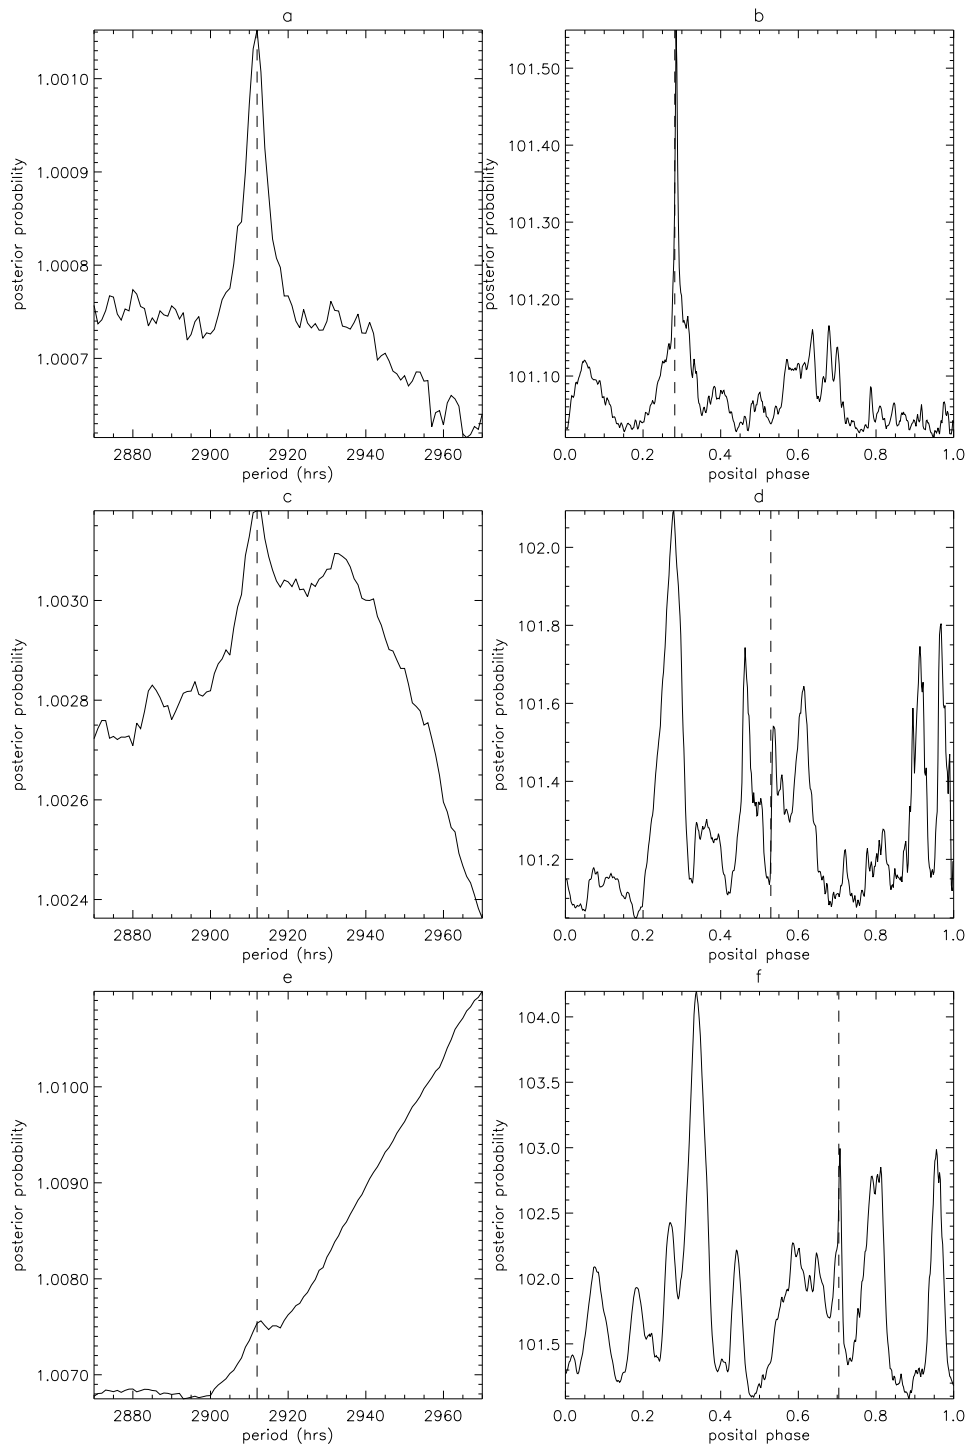 a
1.0010
1.0009
1.0008
1.0007
posterior probability
2880 2900 2920 2940 2960
period (hrs)
b
101.50
101.40
101.30
101.20
101.10
posterior probability
0.0 0.2 0.4 0.6 0.8 1.0
posital phase
c
1.0030
1.0028
1.0026
1.0024
posterior probability
2880 2900 2920 2940 2960
period (hrs)
d
102.0
101.8
101.6
101.4
101.2
posterior probability
0.0 0.2 0.4 0.6 0.8 1.0
posital phase
e
1.0100
1.0090
1.0080
1.0070
posterior probability
2880 2900 2920 2940 2960
period (hrs)
f
104.0
103.5
103.0
102.5
102.0
101.5
posterior probability
0.0 0.2 0.4 0.6 0.8 1.0
posital phase